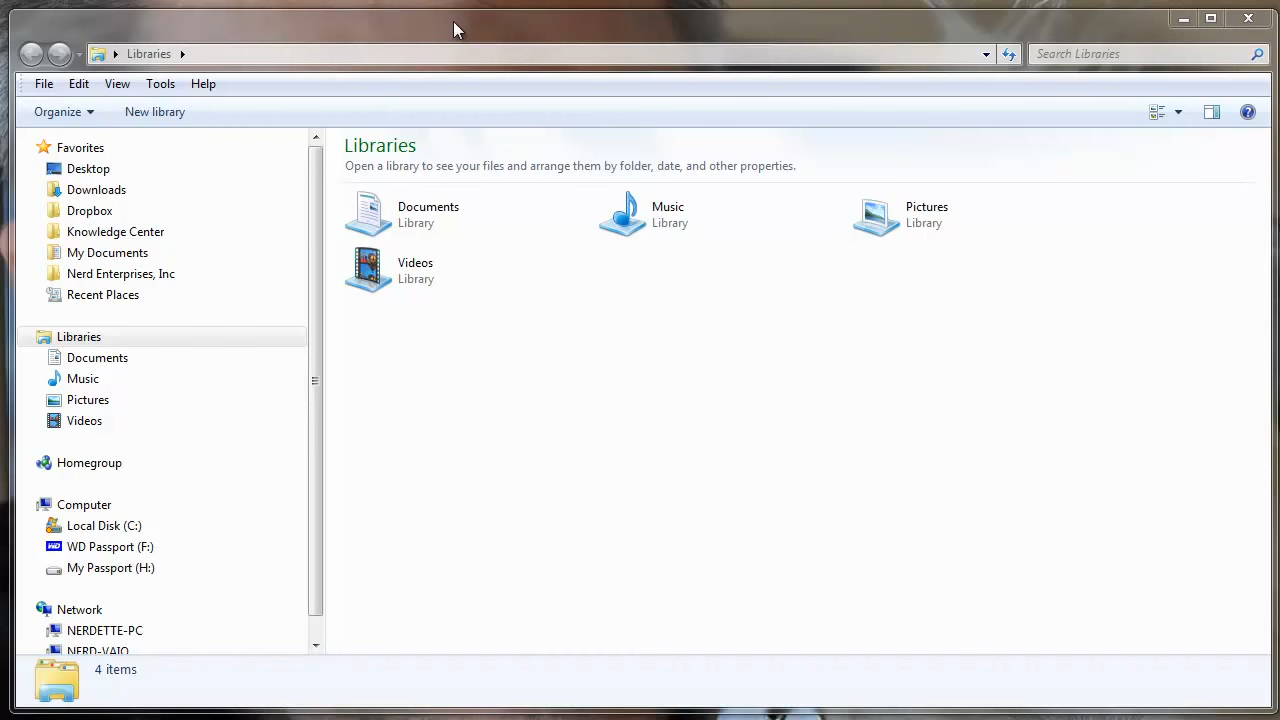 Libraries
Search Libraries
File Edit View Tools Help
Organize New library
Favorites
Desktop
Downloads
Dropbox
Knowledge Center
My Documents
Nerd Enterprises, Inc
Recent Places
Libraries
Documents
Music
Pictures
Videos
Homegroup
Computer
Local Disk (C:)
WD Passport (F:)
My Passport (H:)
Network
NERDETTE-PC
NERD-VAIO
Libraries
Open a library to see your files and arrange them by folder, date, and other properties.
Documents
Library
Music
Library
Pictures
Library
Videos
Library
4 items